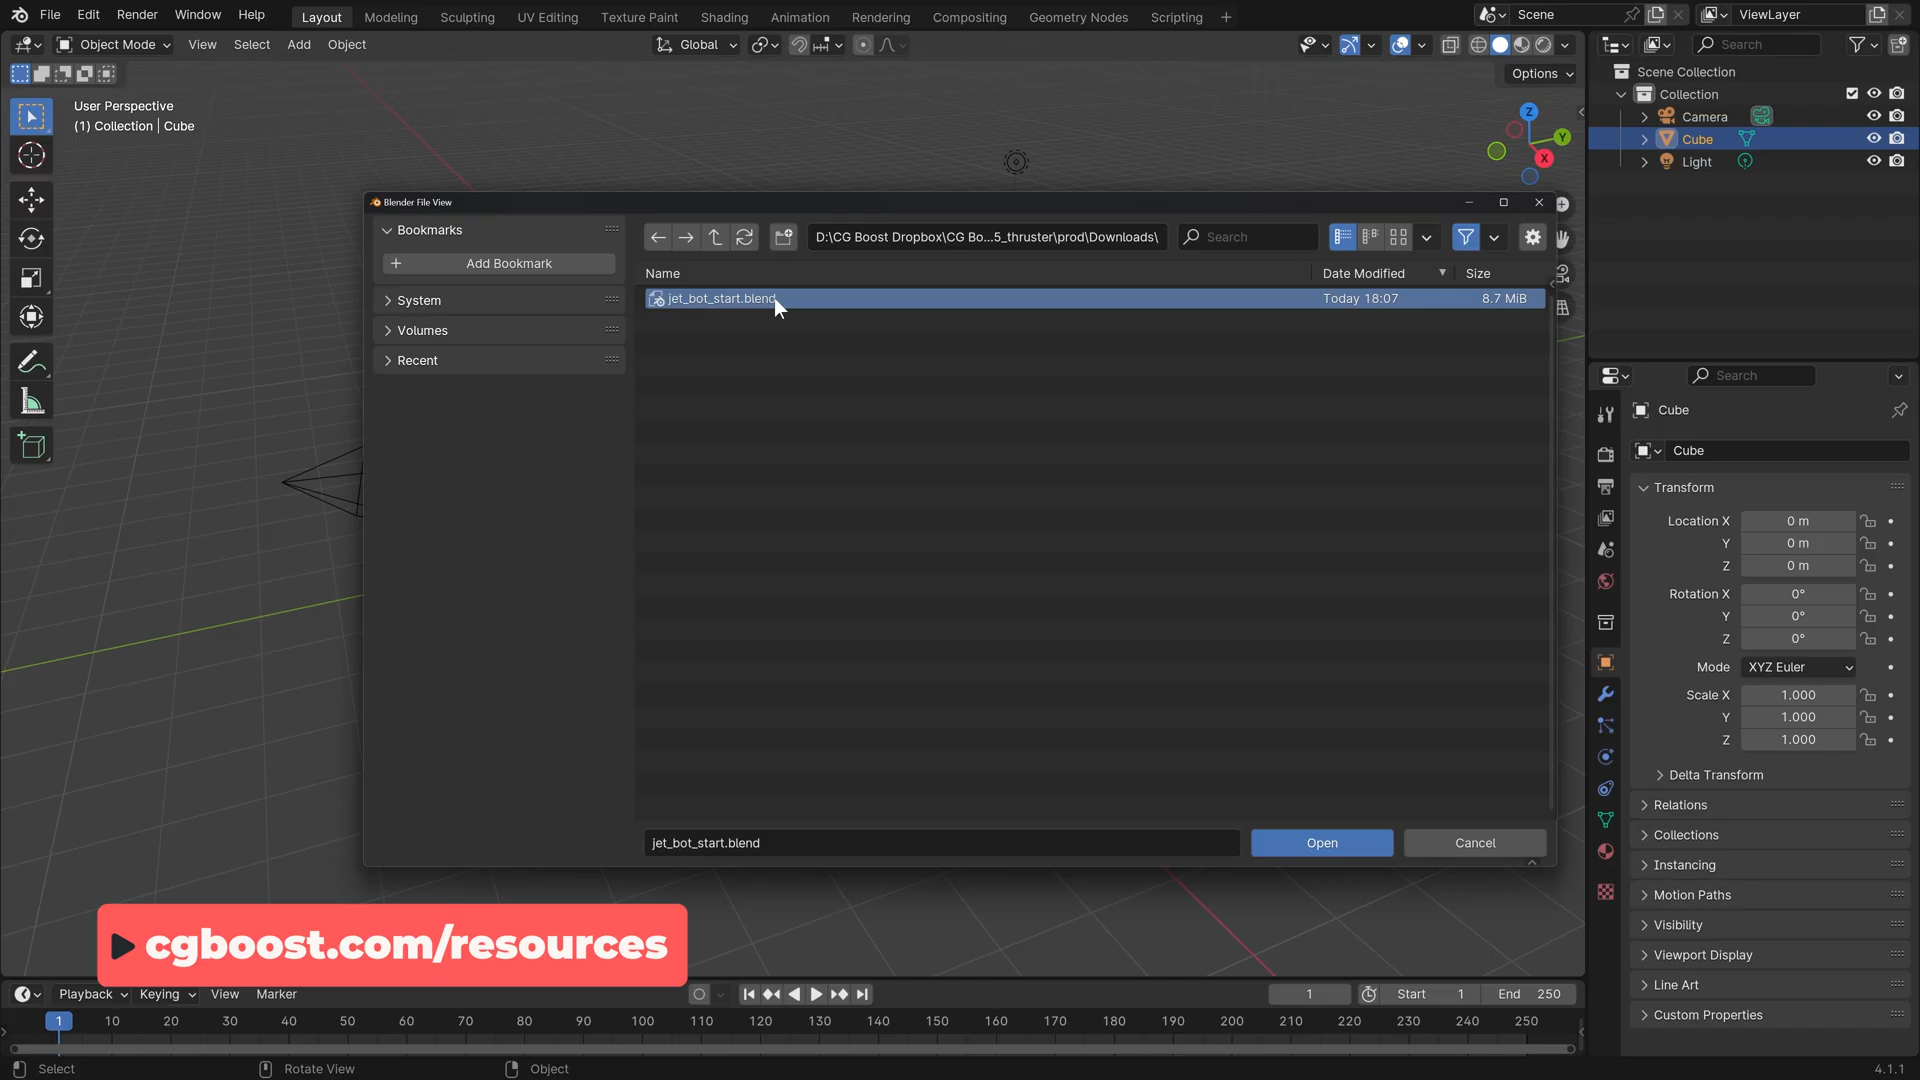 File Edit Render Window Help
Layout Modeling Sculpting UV Editing Texture Paint Shading Animation Rendering Compositing Geometry Nodes Scripting +
Scene
ViewLayer
Object Mode View Select Add Object
Global
Search
Options
User Perspective
(1) Collection | Cube
Z
Y
X
Scene Collection
Collection
Camera
Cube
Light
Blender File View
Bookmarks
Add Bookmark
System
Volumes
Recent
D:\CG Boost Dropbox\CG Bo...5_thruster\prod\Downloads\
Search
Name Date Modified Size
jet_bot_start.blend Today 18:07 8.7 MiB
jet_bot_start.blend
Open
Cancel
Search
Cube
Cube
Transform
Location X 0 m
Y 0 m
Z 0 m
Rotation X 0°
Y 0°
Z 0°
Mode XYZ Euler
Scale X 1.000
Y 1.000
Z 1.000
Delta Transform
Relations
Collections
Instancing
Motion Paths
Visibility
Viewport Display
Line Art
Custom Properties
cgboost.com/resources
Playback Keying View Marker
1 Start 1 End 250
1 10 20 30 40 50 60 70 80 90 100 110 120 130 140 150 160 170 180 190 200 210 220 230 240 250
Select Rotate View Object
4.1.1